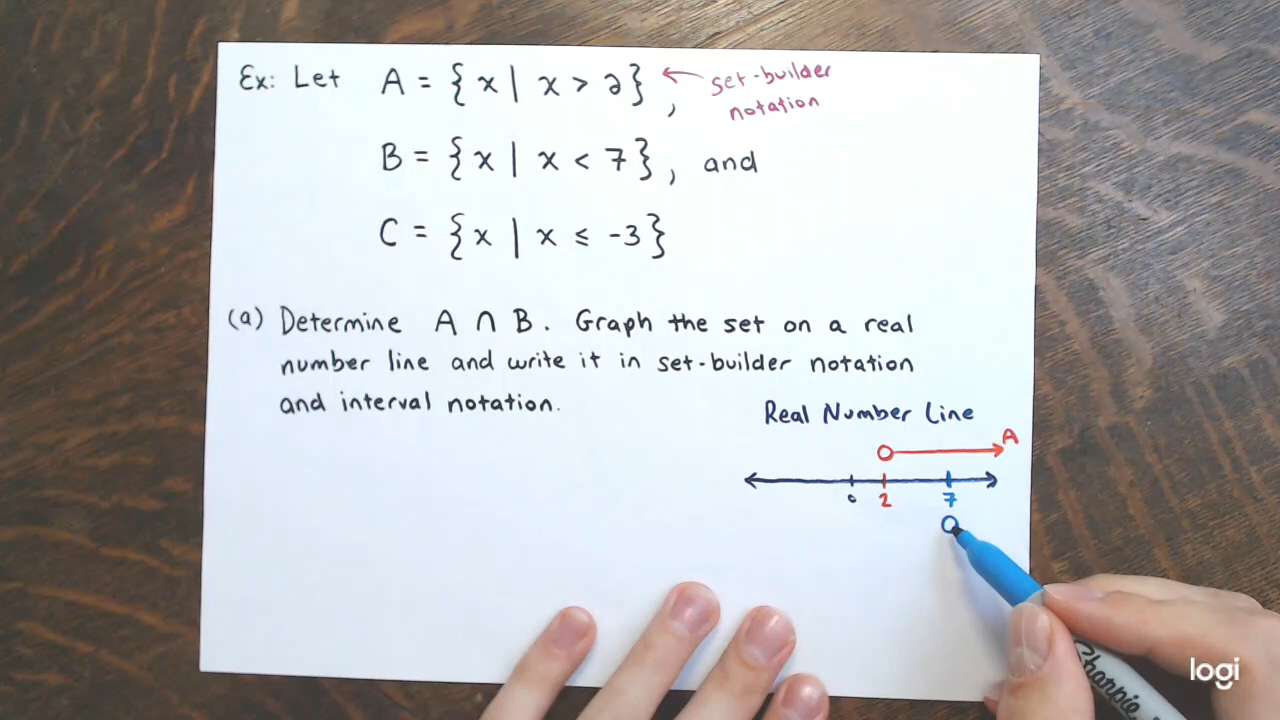 Ex: Let A = { x | x > 2 } , ← set-builder
notation
B = { x | x < 7 } , and
C = { x | x ≤ -3 }
(a) Determine A ∩ B. Graph the set on a real
number line and write it in set-builder notation
and interval notation.
Real Number Line
A
0 2 7
Sharpie
logi